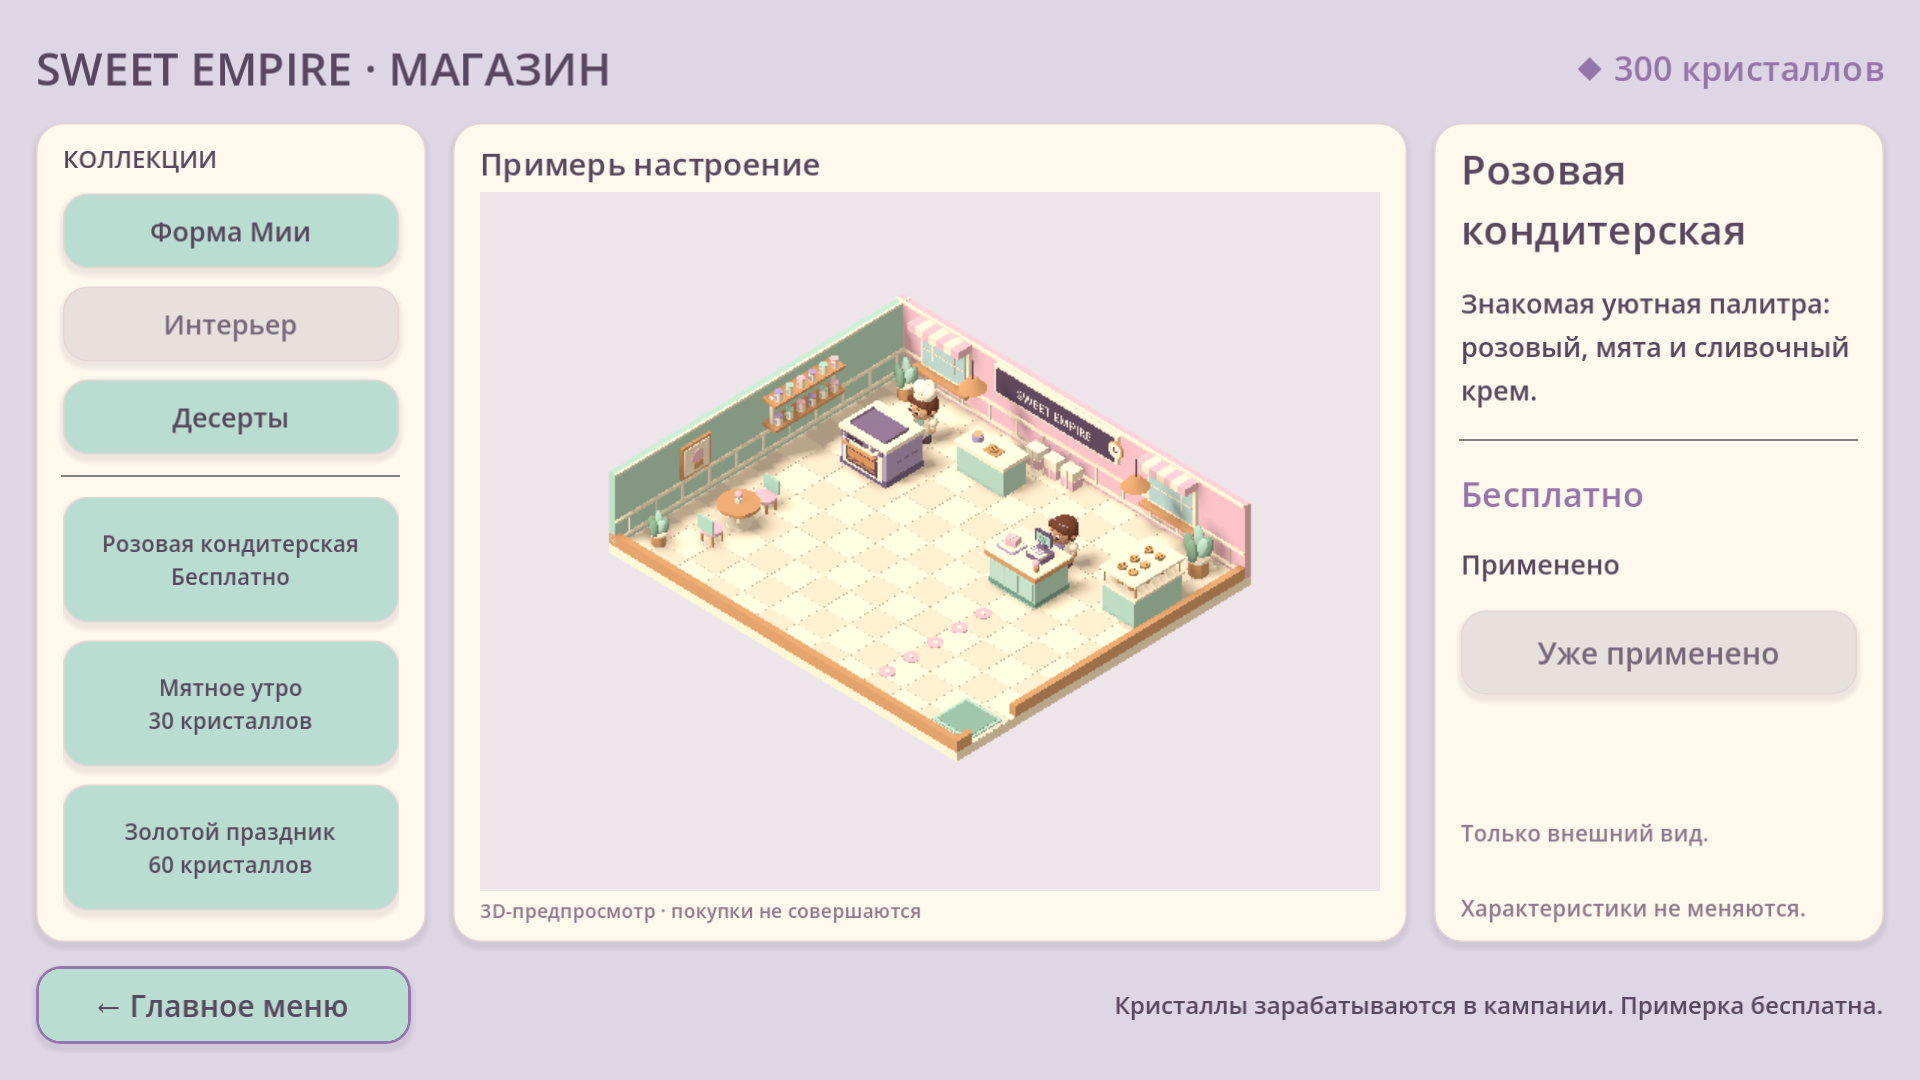 SWEET EMPIRE · МАГАЗИН
◆ 300 кристаллов
КОЛЛЕКЦИИ
Форма Мии
Интерьер
Десерты
Розовая кондитерская
Бесплатно
Мятное утро
30 кристаллов
Золотой праздник
60 кристаллов
Примерь настроение
SWEET EMPIRE
3D-предпросмотр · покупки не совершаются
Розовая
кондитерская
Знакомая уютная палитра:
розовый, мята и сливочный
крем.
Бесплатно
Применено
Уже применено
Только внешний вид.
Характеристики не меняются.
← Главное меню
Кристаллы зарабатываются в кампании. Примерка бесплатна.